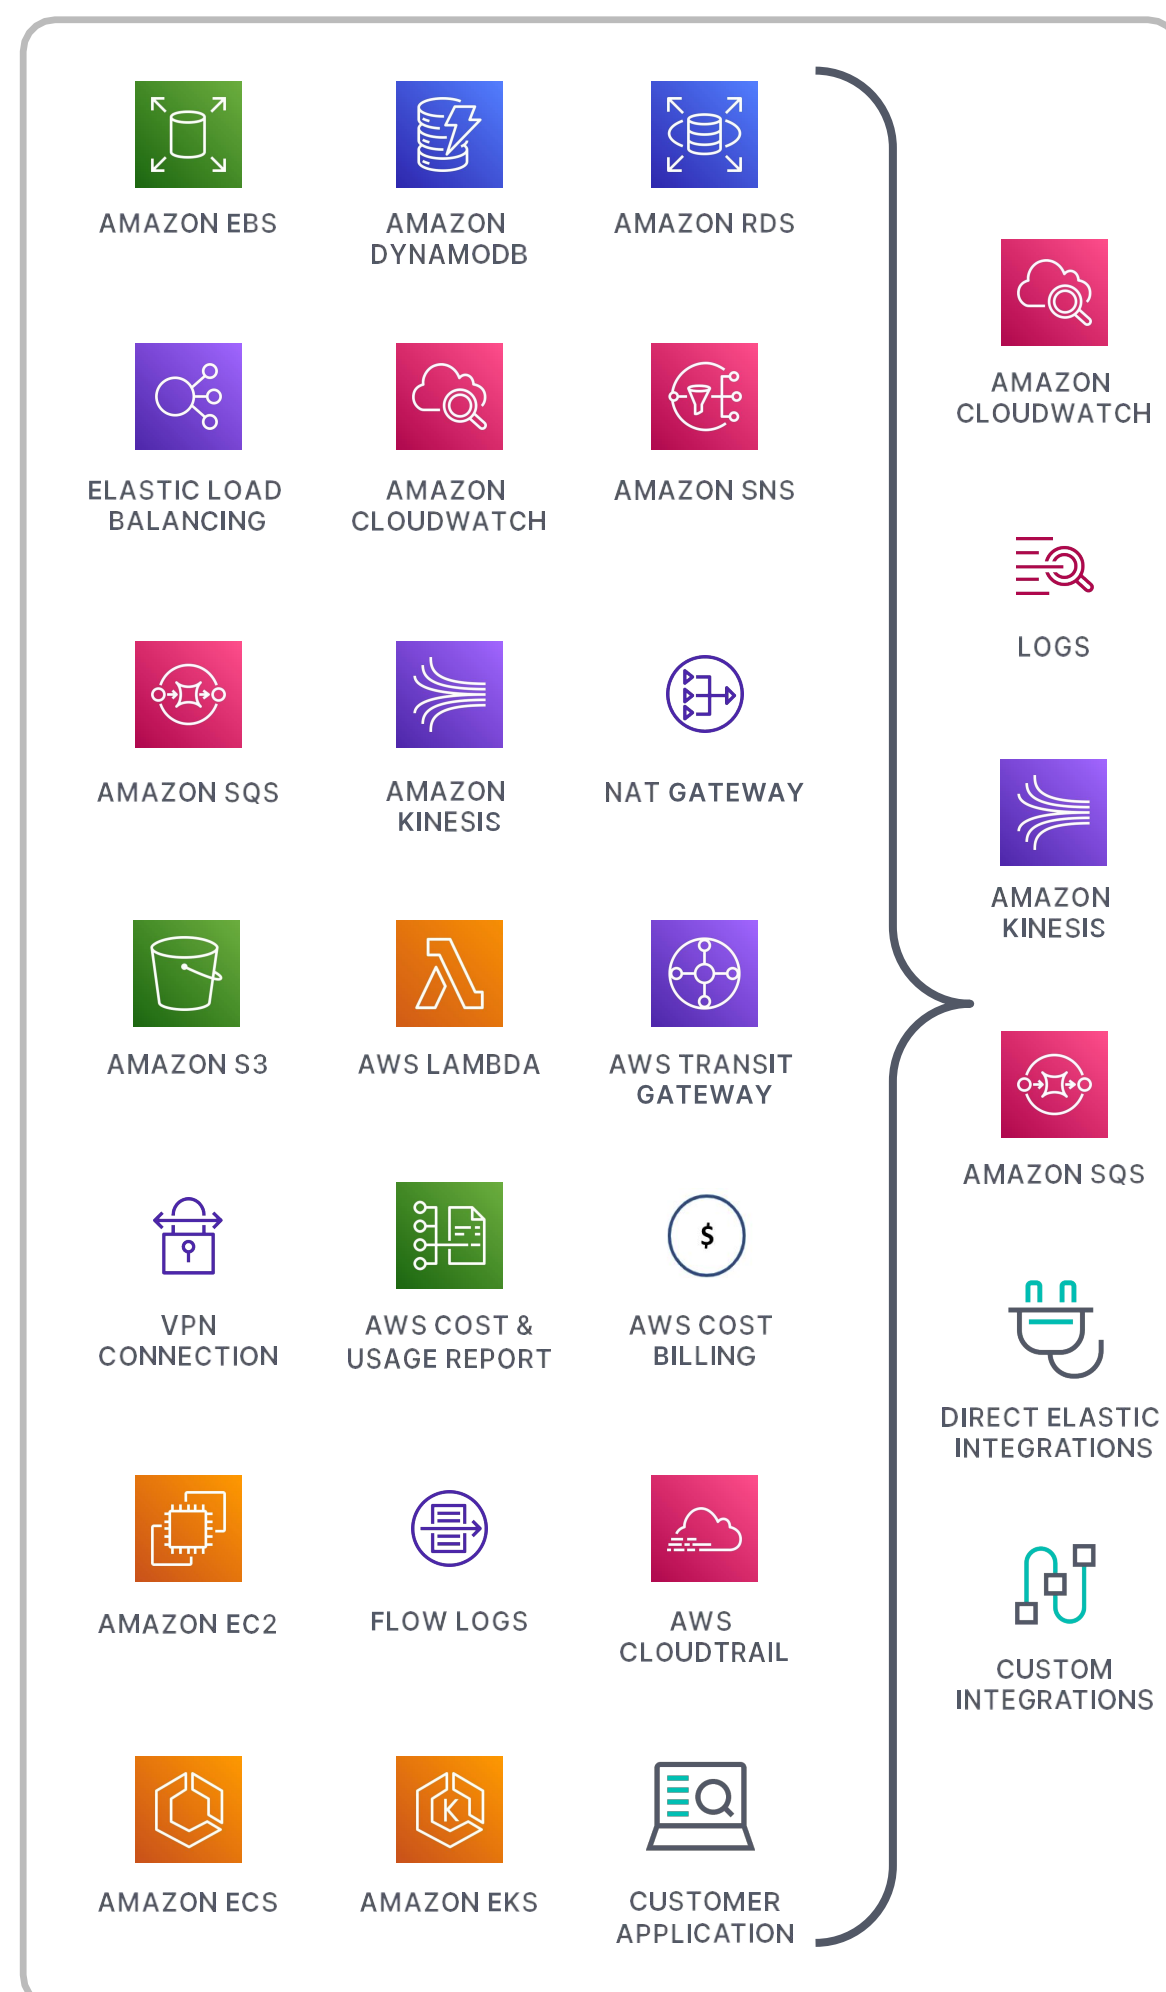 AMAZON EBS
AMAZON
DYNAMODB
AMAZON RDS
ELASTIC LOAD
BALANCING
AMAZON
CLOUDWATCH
AMAZON SNS
AMAZON SQS
AMAZON
KINESIS
NAT GATEWAY
AMAZON S3
AWS LAMBDA
AWS TRANSIT
GATEWAY
VPN
CONNECTION
AWS COST &
USAGE REPORT
$
AWS COST
BILLING
AMAZON EC2
FLOW LOGS
AWS
CLOUDTRAIL
AMAZON ECS
K
AMAZON EKS
CUSTOMER
APPLICATION
AMAZON
CLOUDWATCH
LOGS
AMAZON
KINESIS
AMAZON SQS
DIRECT ELASTIC
INTEGRATIONS
CUSTOM
INTEGRATIONS